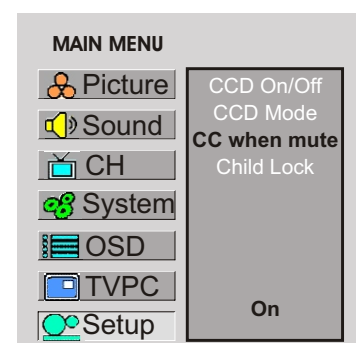 MAIN MENU
Picture
Sound
CH
System
OSD
TVPC
Setup
CCD On/Off
CCD Mode
CC when mute
Child Lock
On